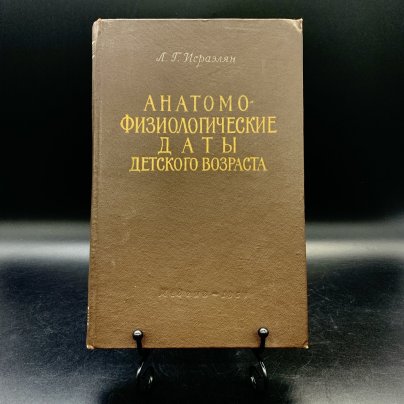 Л. Г. Исраэлян
АНАТОМО-
ФИЗИОЛОГИЧЕСКИЕ
ДАТЫ
ДЕТСКОГО ВОЗРАСТА